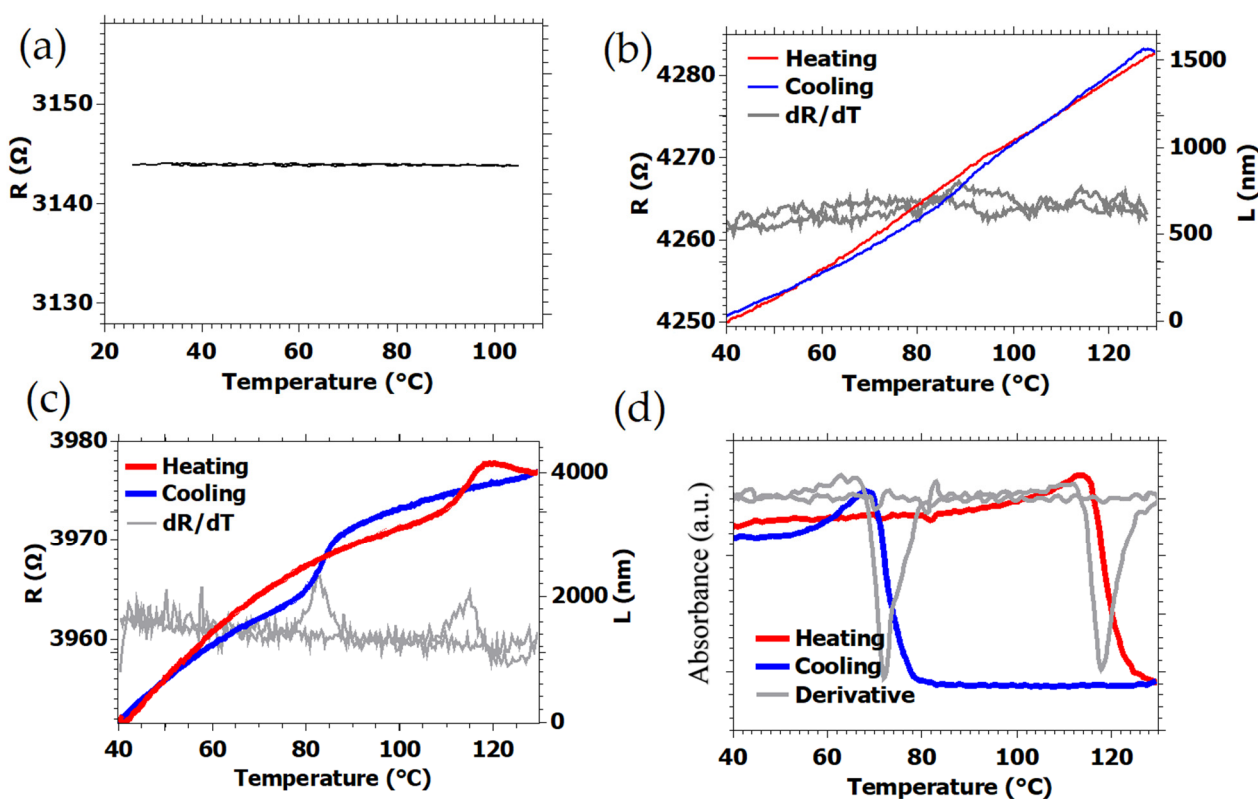 (a)
R (Ω)
3150
3140
3130
20 40 60 80 100
Temperature (°C)
(b)
Heating
Cooling
dR/dT
R (Ω)
4280
4270
4260
4250
1500
1000
500
0
L (nm)
40 60 80 100 120
Temperature (°C)
(c)
Heating
Cooling
dR/dT
R (Ω)
3980
3970
3960
4000
2000
0
L (nm)
40 60 80 100 120
Temperature (°C)
(d)
Absorbance (a.u.)
Heating
Cooling
Derivative
40 60 80 100 120
Temperature (°C)